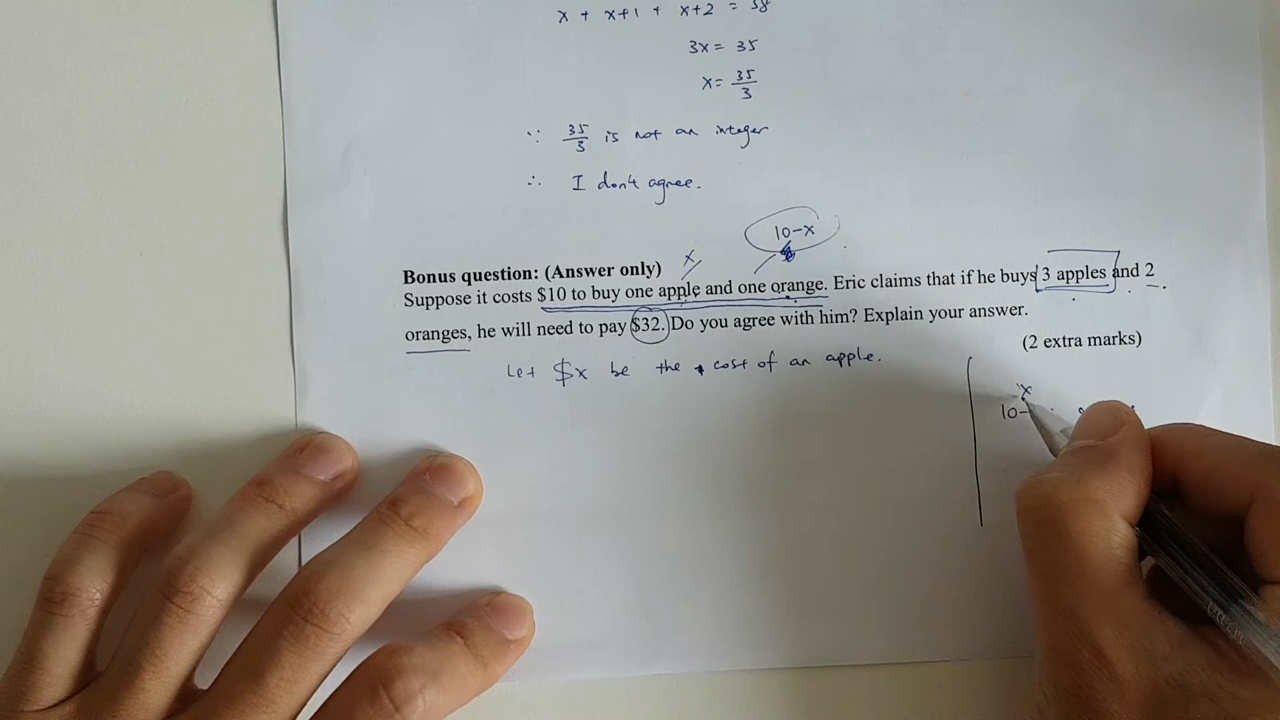 x + x+1 + x+2 = 38
3x = 35
x = 35/3
∵ 35/3 is not an integer
∴ I don't agree.
10-x
x
Bonus question: (Answer only)
Suppose it costs $10 to buy one apple and one orange. Eric claims that if he buys 3 apples and 2
oranges, he will need to pay $32. Do you agree with him? Explain your answer.
(2 extra marks)
Let $x be the cost of an apple.
x
10-